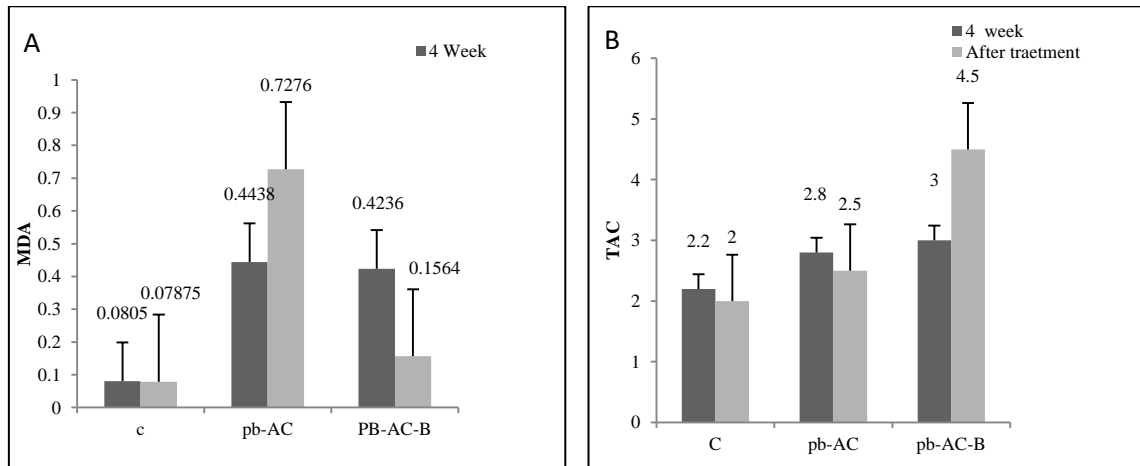 A
4 Week
MDA
1
0.9
0.8
0.7
0.6
0.5
0.4
0.3
0.2
0.1
0
0.0805
0.07875
0.4438
0.7276
0.4236
0.1564
c
pb-AC
PB-AC-B
B
4 week
After traetment
TAC
6
5
4
3
2
1
0
2.2
2
2.8
2.5
3
4.5
C
pb-AC
pb-AC-B